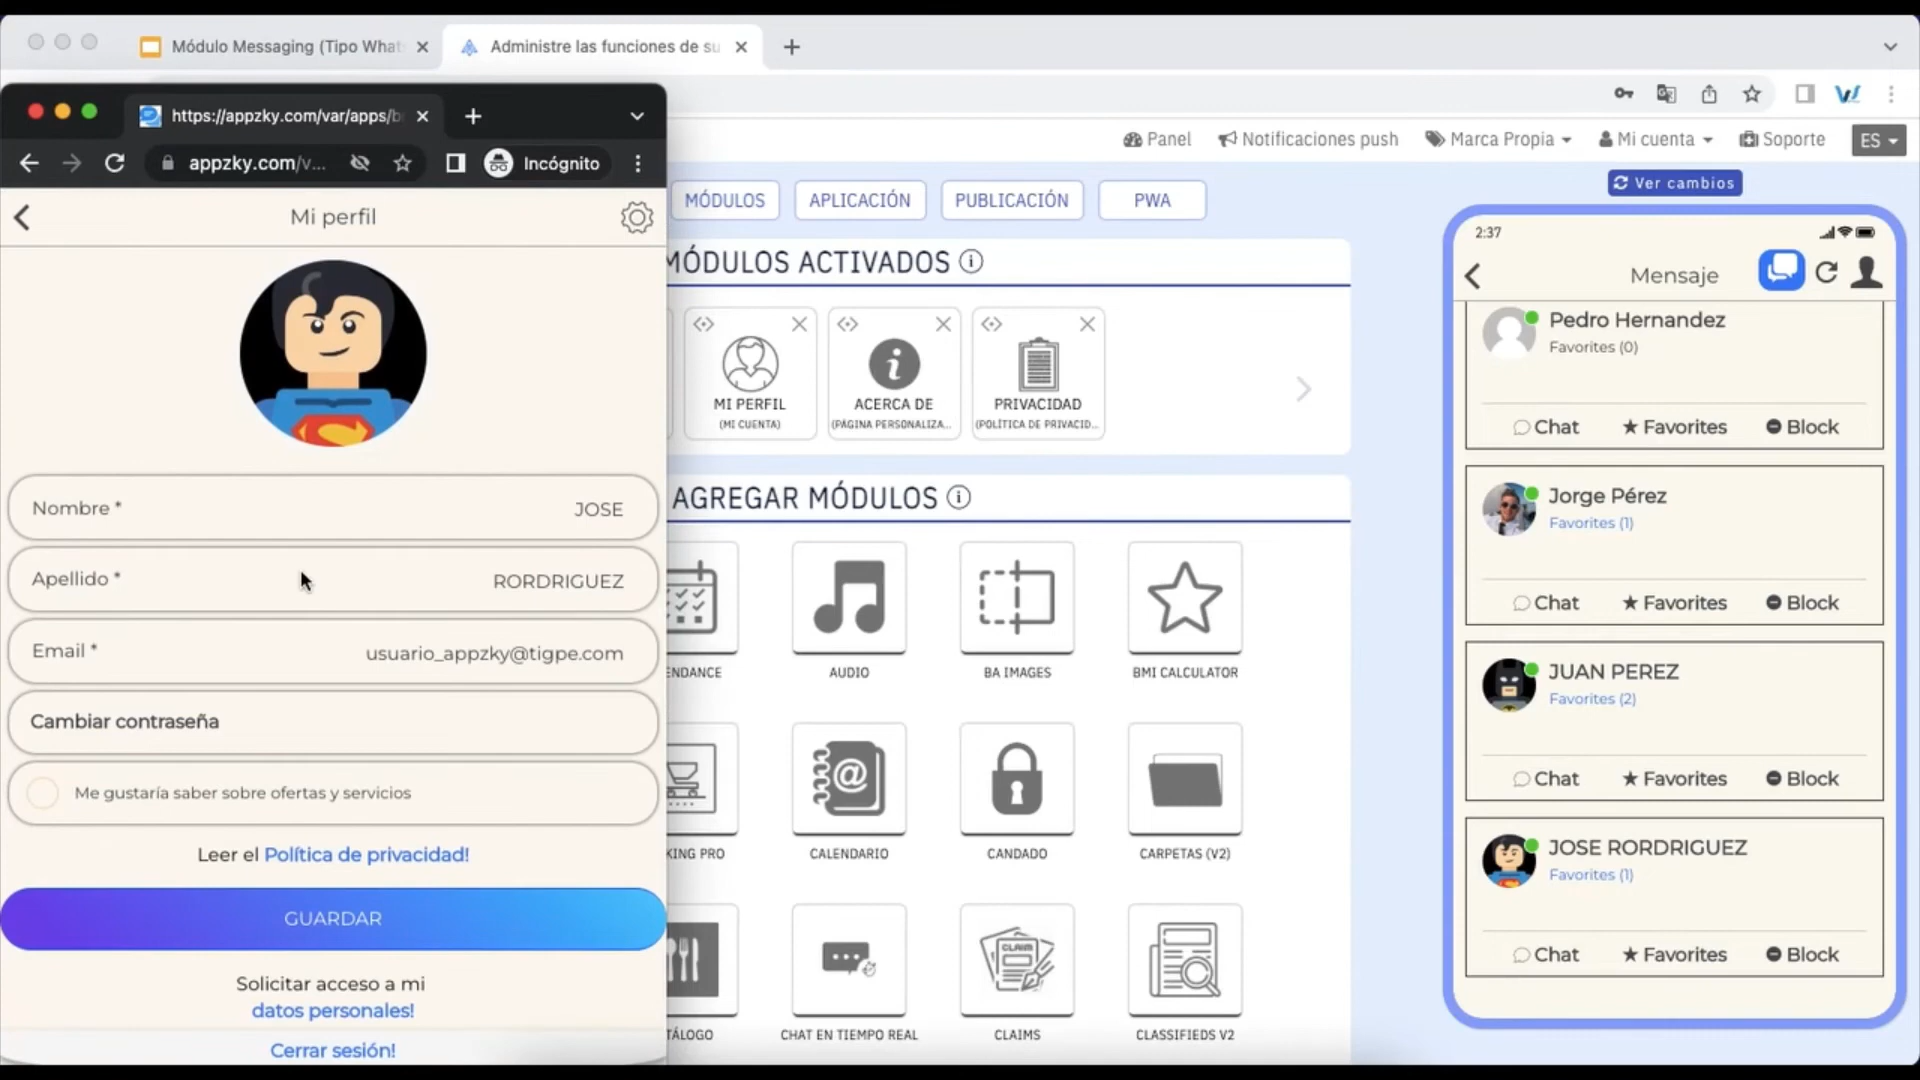 Módulo Messaging (Tipo What
Administre las funciones de su
https://appzky.com/var/apps/b
appzky.com/v...
Incógnito
Panel
Notificaciones push
Marca Propia
Mi cuenta
Soporte
ES
Mi perfil
Nombre *
JOSE
Apellido *
RORDRIGUEZ
Email *
usuario_appzky@tigpe.com
Cambiar contraseña
Me gustaría saber sobre ofertas y servicios
Leer el Política de privacidad!
GUARDAR
Solicitar acceso a mi
datos personales!
Cerrar sesión!
MÓDULOS
APLICACIÓN
PUBLICACIÓN
PWA
MÓDULOS ACTIVADOS
MI PERFIL
(MI CUENTA)
ACERCA DE
(PÁGINA PERSONALIZA...
PRIVACIDAD
(POLÍTICA DE PRIVACID...
AGREGAR MÓDULOS
ENDANCE
AUDIO
BA IMAGES
BMI CALCULATOR
KING PRO
CALENDARIO
CANDADO
CARPETAS (V2)
TÁLOGO
CHAT EN TIEMPO REAL
CLAIM
CLAIMS
CLASSIFIEDS V2
Ver cambios
2:37
Mensaje
Pedro Hernandez
Favorites (0)
Chat
Favorites
Block
Jorge Pérez
Favorites (1)
Chat
Favorites
Block
JUAN PEREZ
Favorites (2)
Chat
Favorites
Block
JOSE RORDRIGUEZ
Favorites (1)
Chat
Favorites
Block